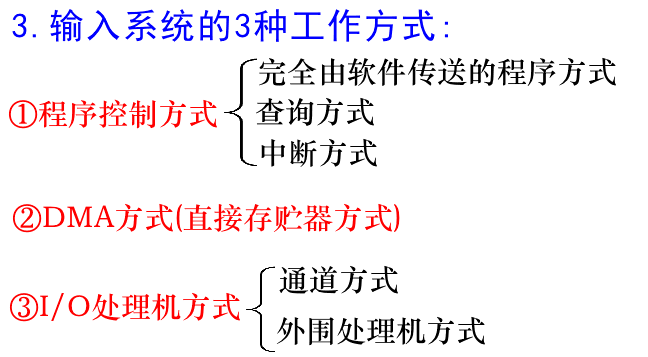 3.输入系统的3种工作方式:
完全由软件传送的程序方式
①程序控制方式
查询方式
中断方式
②DMA方式(直接存贮器方式)
通道方式
③I/O处理机方式
外围处理机方式